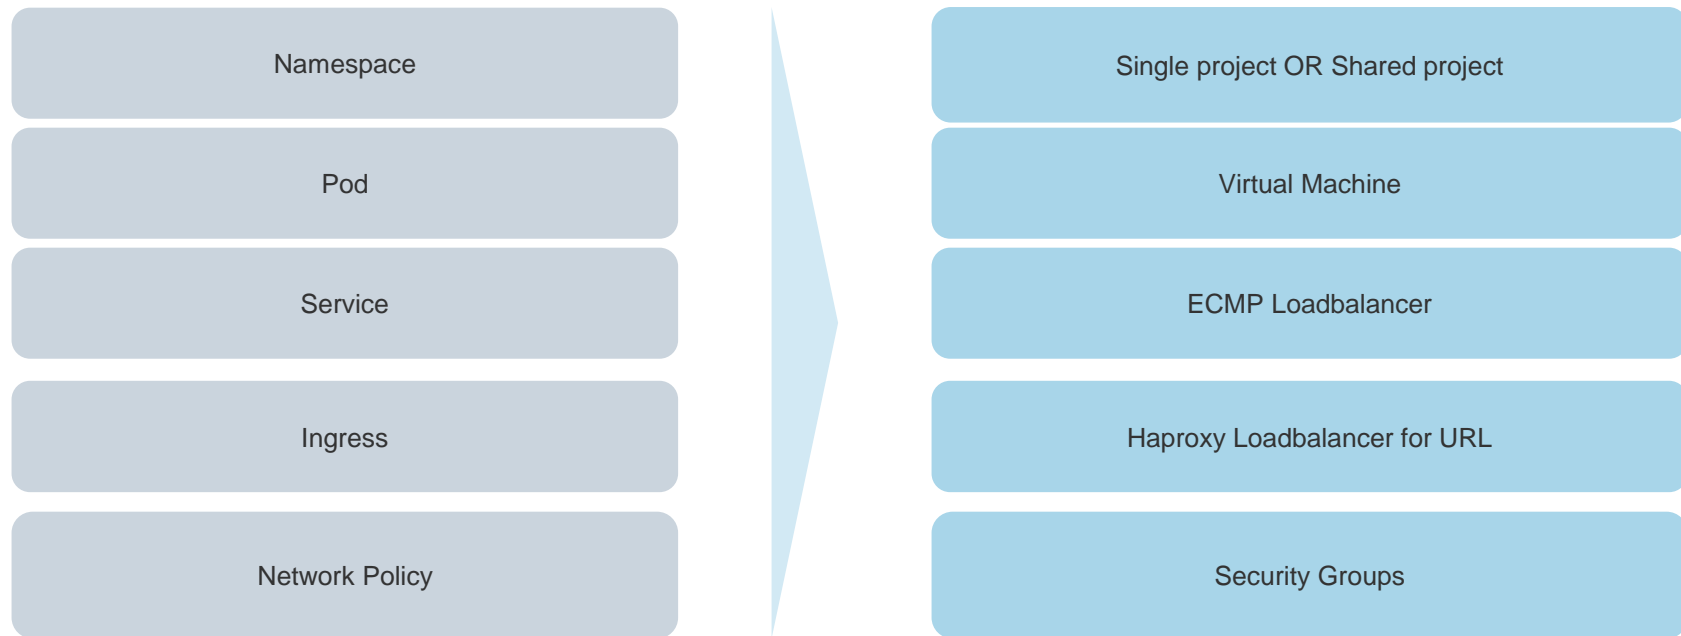 Namespace
Single project OR Shared project
Pod
Virtual Machine
Service
ECMP Loadbalancer
Ingress
Haproxy Loadbalancer for URL
Network Policy
Security Groups